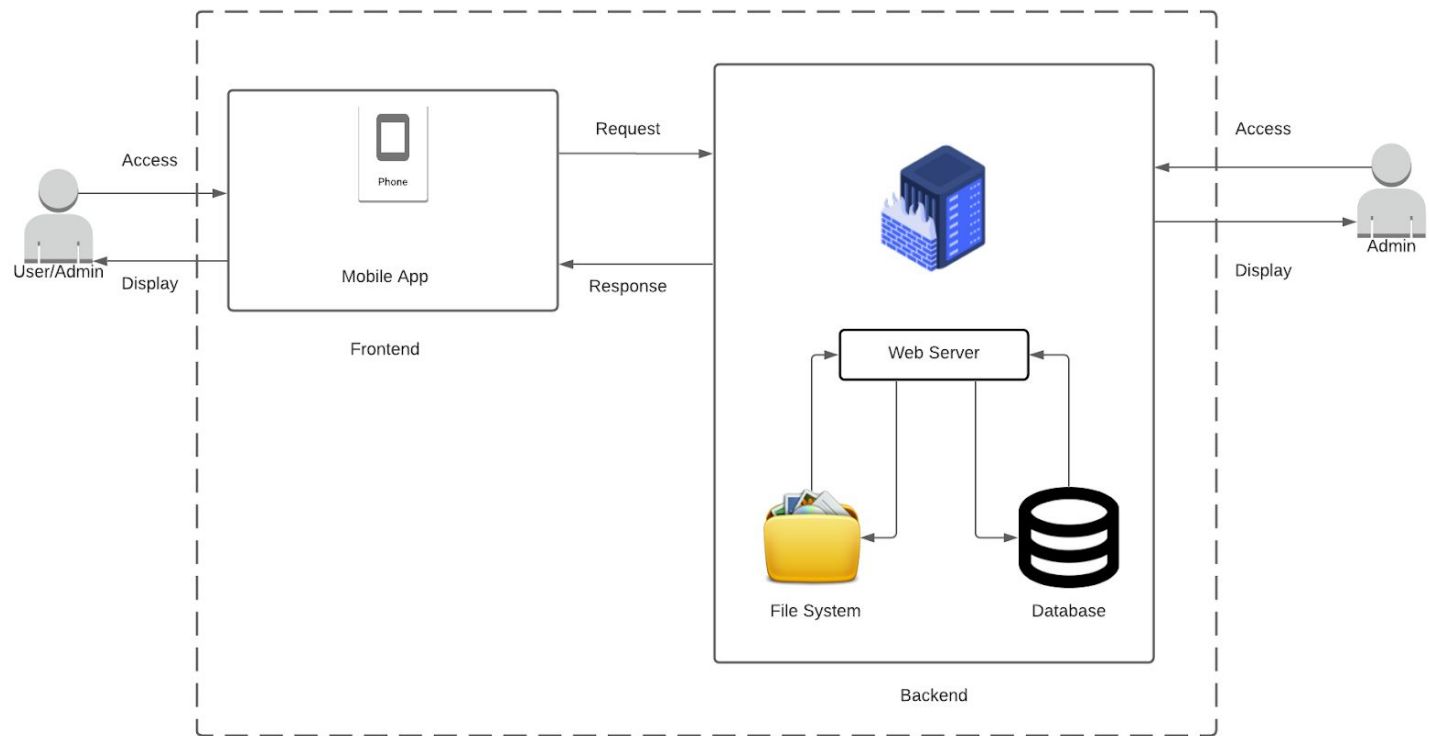 Access
Display
User/Admin
Phone
Mobile App
Frontend
Request
Response
Web Server
File System
Database
Backend
Access
Display
Admin